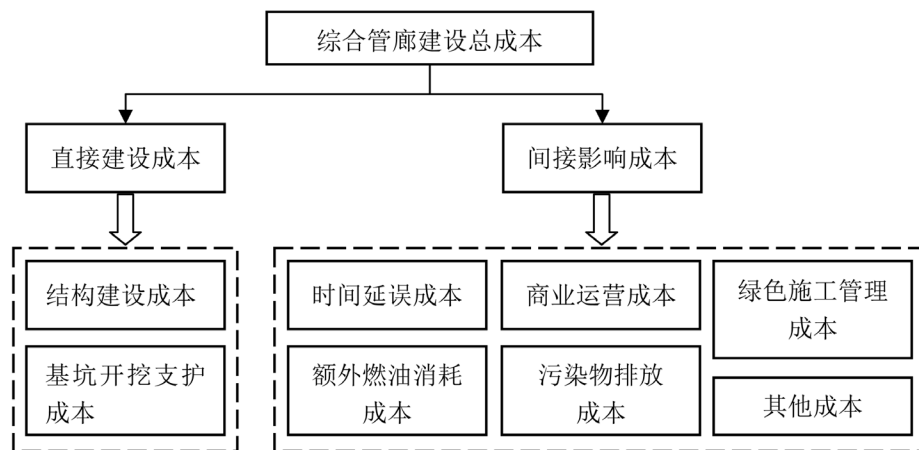 综合管廊建设总成本
直接建设成本
间接影响成本
结构建设成本
基坑开挖支护
成本
时间延误成本
商业运营成本
绿色施工管理
成本
额外燃油消耗
成本
污染物排放
成本
其他成本